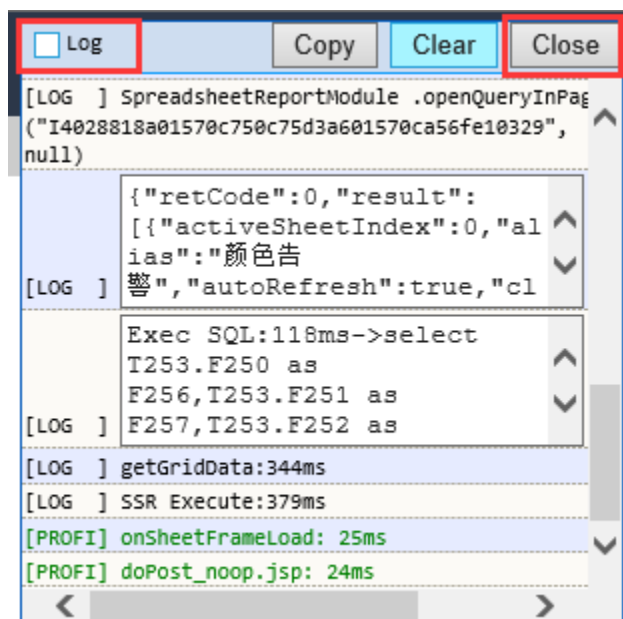 Log Copy Clear Close
[LOG ] SpreadsheetReportModule .openQueryInPag
("I4028818a01570c750c75d3a601570ca56fe10329",
null)
{"retCode":0,"result":
[{"activeSheetIndex":0,"al
ias":"颜色告
[LOG ] 警","autoRefresh":true,"cl
Exec SQL:118ms->select
T253.F250 as
F256,T253.F251 as
[LOG ] F257,T253.F252 as
[LOG ] getGridData:344ms
[LOG ] SSR Execute:379ms
[PROFI] onSheetFrameLoad: 25ms
[PROFI] doPost_noop.jsp: 24ms